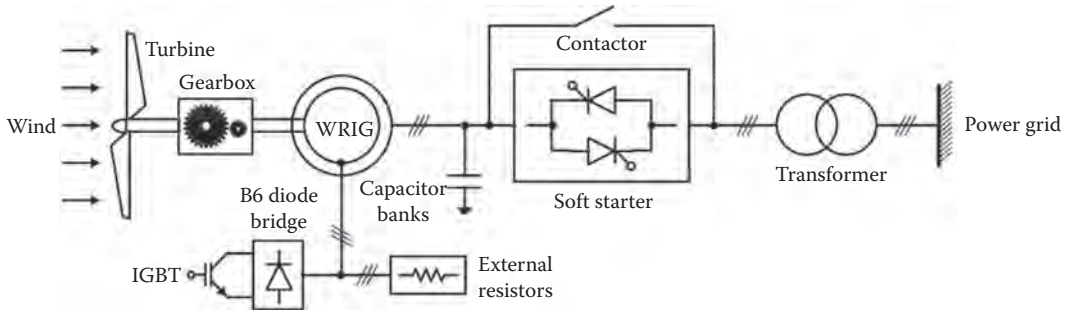 Turbine
Gearbox
Wind
WRIG
Contactor
Power grid
Capacitor
banks
Soft starter
Transformer
B6 diode
bridge
IGBT
External
resistors